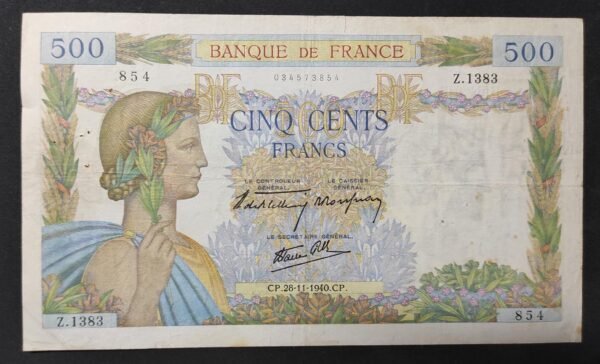 500 BANQUE DE FRANCE 500
854 034573854 Z.1383
CINQ CENTS
FRANCS
LE CONTROLEUR GÉNÉRAL, LE CAISSIER GÉNÉRAL,
LE SECRÉTAIRE GÉNÉRAL,
CP.28-11-1940.CP.
Z.1383 854